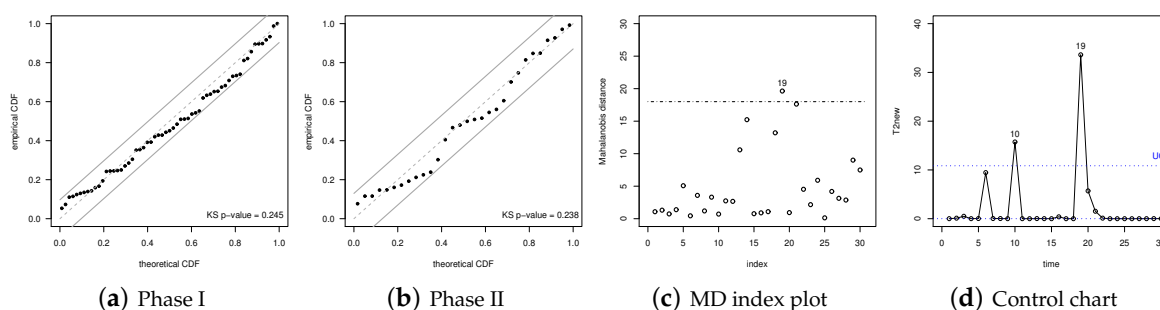 empirical CDF
1.0
0.8
0.6
0.4
0.2
0.0
KS p−value = 0.245
0.0 0.2 0.4 0.6 0.8 1.0
theoretical CDF
(a) Phase I
empirical CDF
1.0
0.8
0.6
0.4
0.2
0.0
KS p−value = 0.238
0.0 0.2 0.4 0.6 0.8 1.0
theoretical CDF
(b) Phase II
Mahalanobis distance
30
25
20
15
10
5
0
19
0 5 10 15 20 25 30
index
(c) MD index plot
T2new
40
30
20
10
0
19
10
0 5 10 15 20 25
time
(d) Control chart